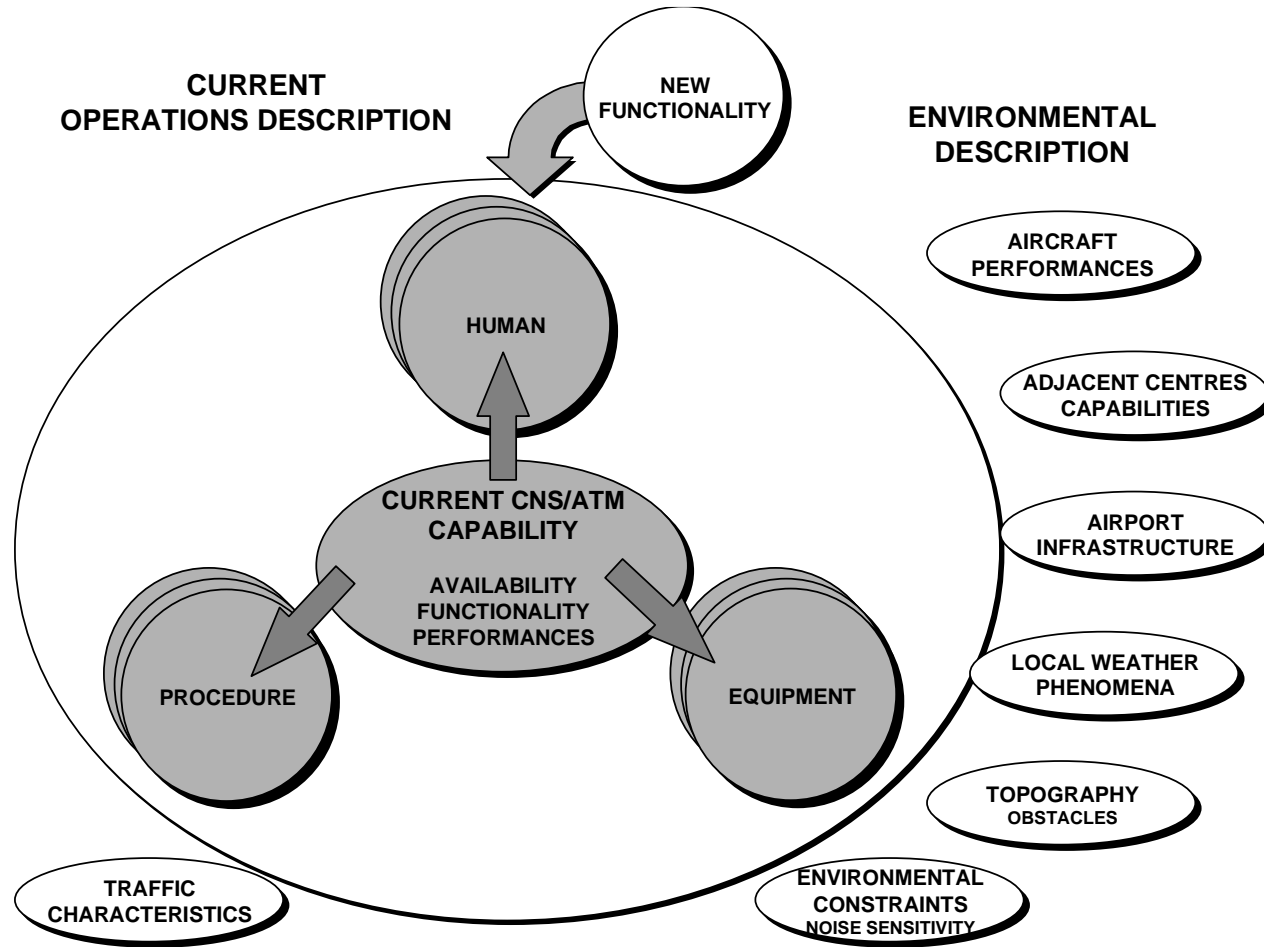 CURRENT
OPERATIONS DESCRIPTION
NEW
FUNCTIONALITY
ENVIRONMENTAL
DESCRIPTION
AIRCRAFT
PERFORMANCES
HUMAN
ADJACENT CENTRES
CAPABILITIES
CURRENT CNS/ATM
CAPABILITY
AVAILABILITY
FUNCTIONALITY
PERFORMANCES
AIRPORT
INFRASTRUCTURE
PROCEDURE
EQUIPMENT
LOCAL WEATHER
PHENOMENA
TOPOGRAPHY
OBSTACLES
TRAFFIC
CHARACTERISTICS
ENVIRONMENTAL
CONSTRAINTS
NOISE SENSITIVITY